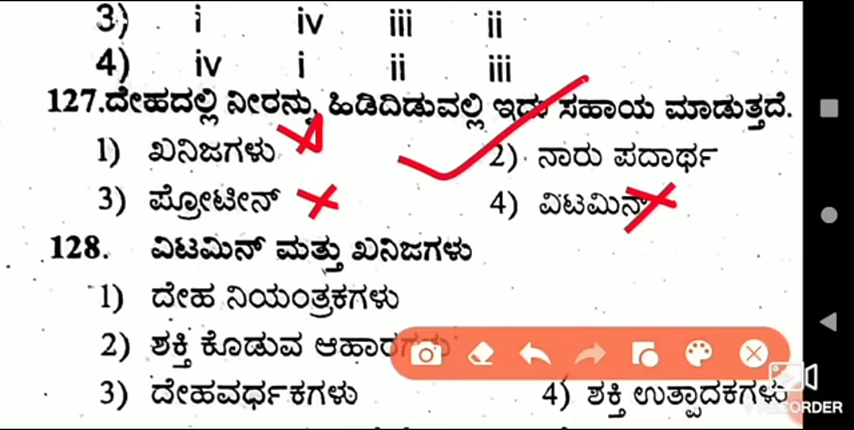 3) i iv iii ii
4) iv i ii iii
127.ದೇಹದಲ್ಲಿ ನೀರನ್ನು ಹಿಡಿದಿಡುವಲ್ಲಿ ಇದು ಸಹಾಯ ಮಾಡುತ್ತದೆ.
1) ಖನಿಜಗಳು 2) ನಾರು ಪದಾರ್ಥ
3) ಪ್ರೋಟೀನ್ 4) ವಿಟಮಿನ್
128. ವಿಟಮಿನ್ ಮತ್ತು ಖನಿಜಗಳು
1) ದೇಹ ನಿಯಂತ್ರಕಗಳು
2) ಶಕ್ತಿ ಕೊಡುವ
3) ದೇಹವರ್ಧಕಗಳು 4) ಶಕ್ತಿ ಉತ್ಪಾದಕಗಳು